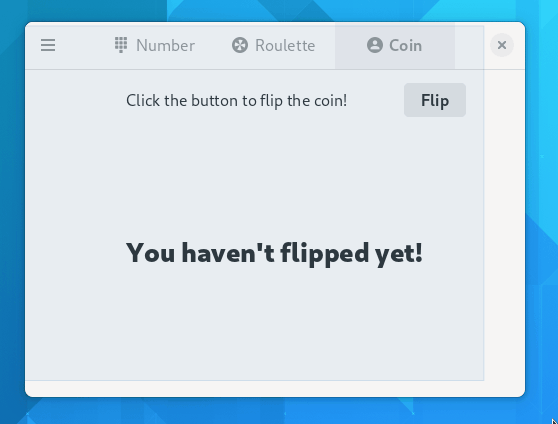 Number Roulette Coin
Click the button to flip the coin! Flip
You haven't flipped yet!